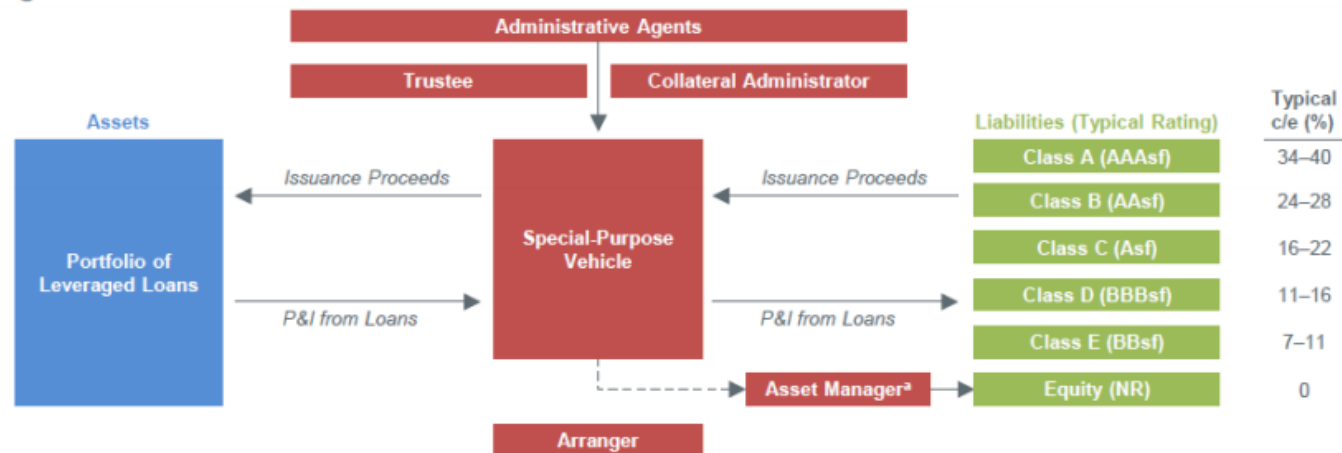 Administrative Agents
Trustee
Collateral Administrator
Assets
Liabilities (Typical Rating)
Typical
c/e (%)
Portfolio of
Leveraged Loans
Issuance Proceeds
P&I from Loans
Special-Purpose
Vehicle
Issuance Proceeds
P&I from Loans
Class A (AAAsf)
34–40
Class B (AAsf)
24–28
Class C (Asf)
16–22
Class D (BBBsf)
11–16
Class E (BBsf)
7–11
Asset Managerᵃ
Equity (NR)
0
Arranger